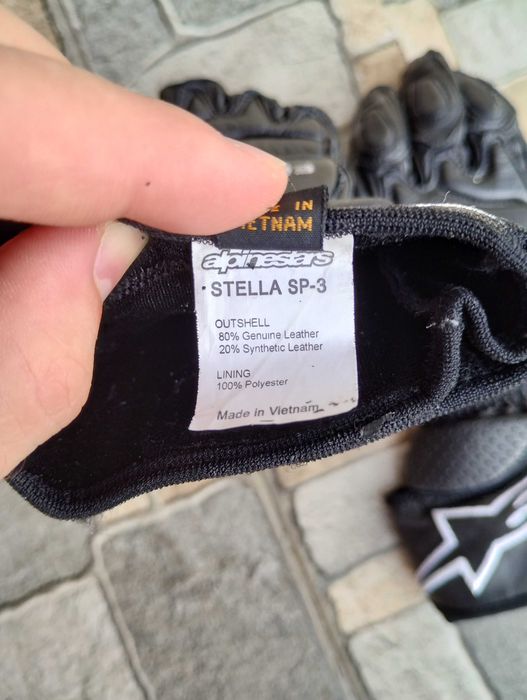 IN
VIETNAM
alpinestars
STELLA SP-3
OUTSHELL
80% Genuine Leather
20% Synthetic Leather
LINING
100% Polyester
Made in Vietnam